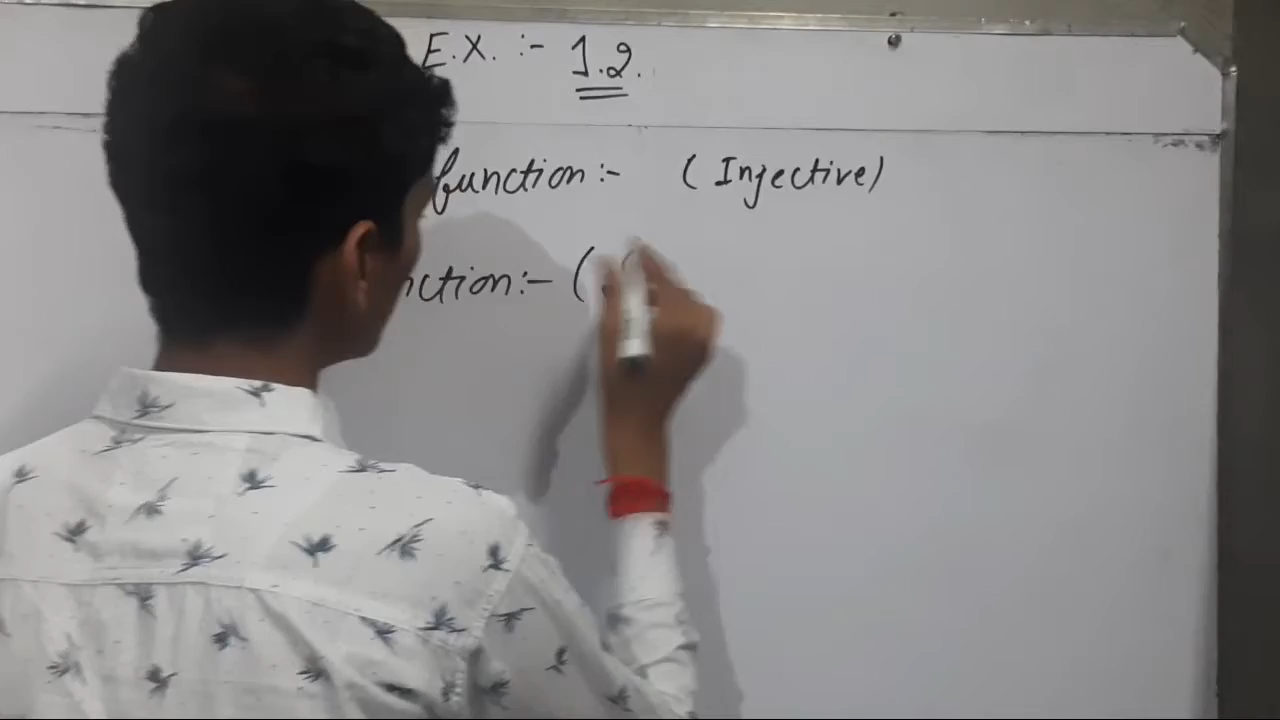 E.X. :- 1.2.
function :- (Injective)
nction :- (